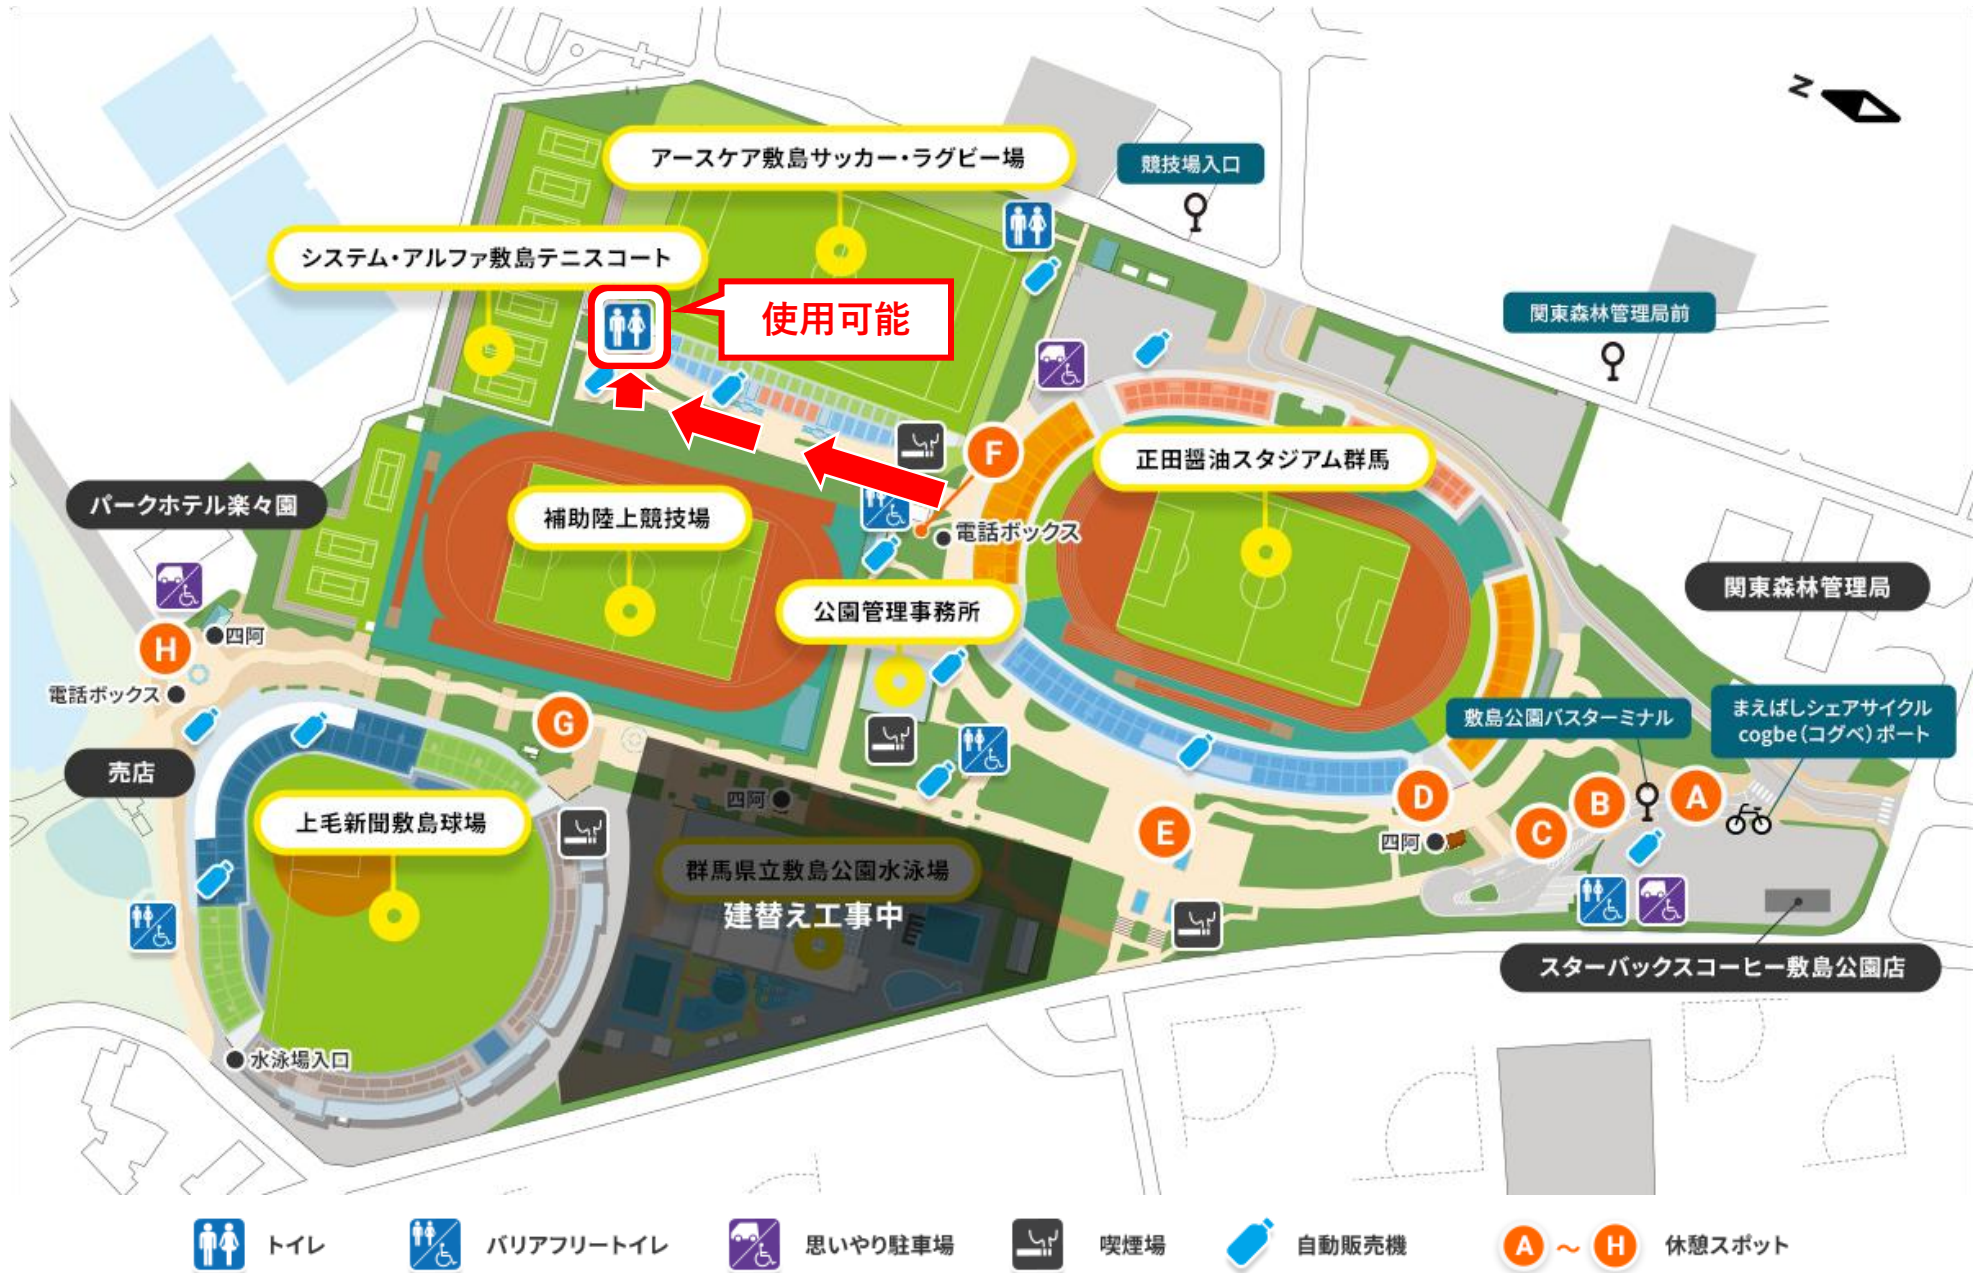 N
アースケア敷島サッカー・ラグビー場
競技場入口
システム・アルファ敷島テニスコート
使用可能
関東森林管理局前
F
正田醤油スタジアム群馬
パークホテル楽々園
補助陸上競技場
電話ボックス
関東森林管理局
公園管理事務所
四阿
H
電話ボックス
G
敷島公園バスターミナル
まえばしシェアサイクル
cogbe(コグベ)ポート
売店
四阿
上毛新聞敷島球場
D
B
A
E
C
四阿
群馬県立敷島公園水泳場
建替え工事中
スターバックスコーヒー敷島公園店
水泳場入口
トイレ
バリアフリートイレ
思いやり駐車場
喫煙場
自動販売機
A ～ H 休憩スポット